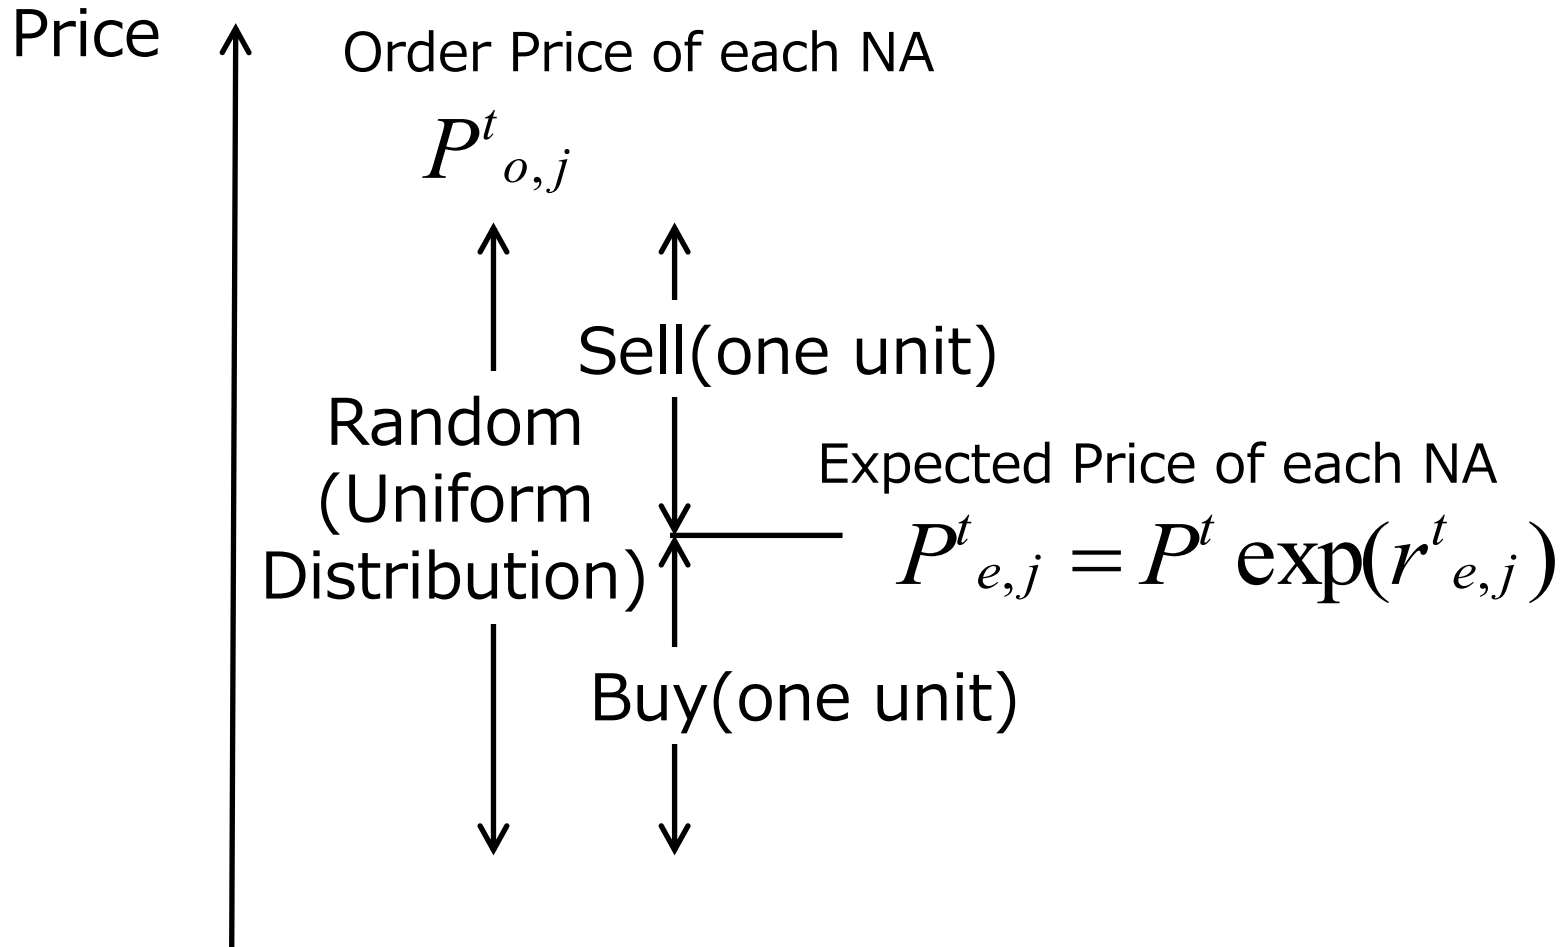 Price
Order Price of each NA
P^t_{o,j}
Sell(one unit)
Random
(Uniform
Distribution)
Expected Price of each NA
P^t_{e,j} = P^t exp(r^t_{e,j})
Buy(one unit)